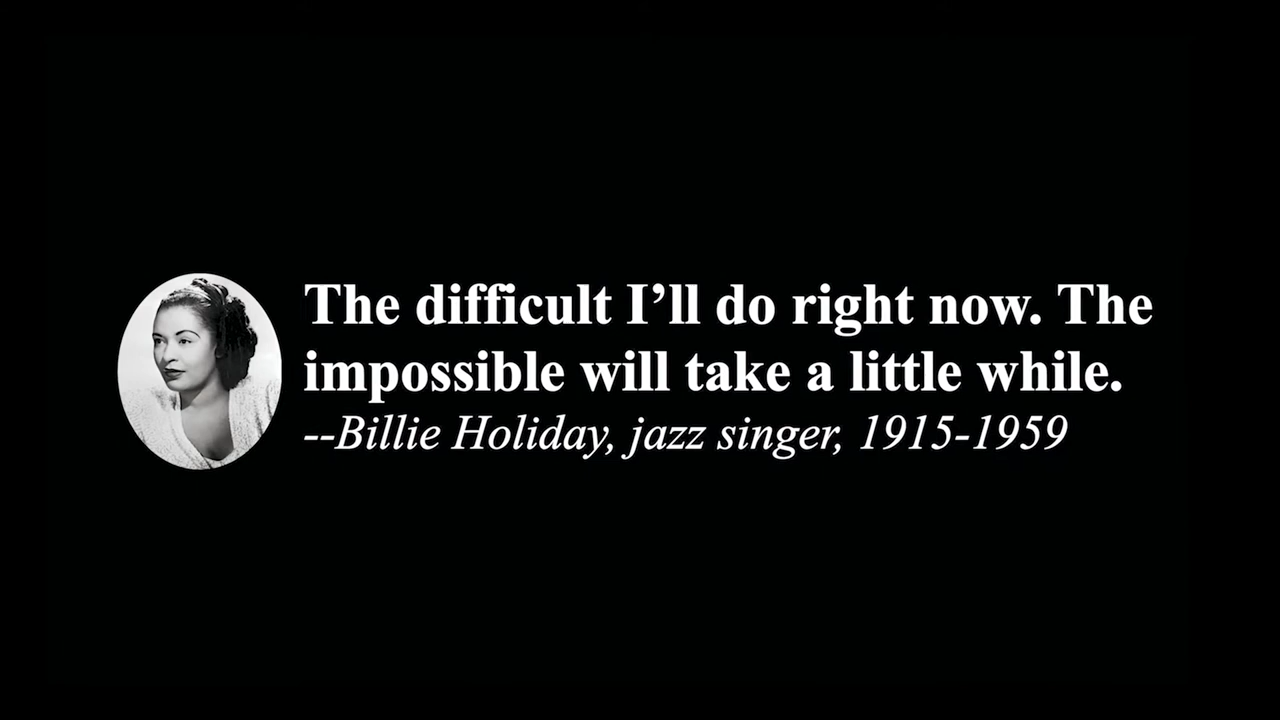 The difficult I’ll do right now. The
impossible will take a little while.
--Billie Holiday, jazz singer, 1915-1959